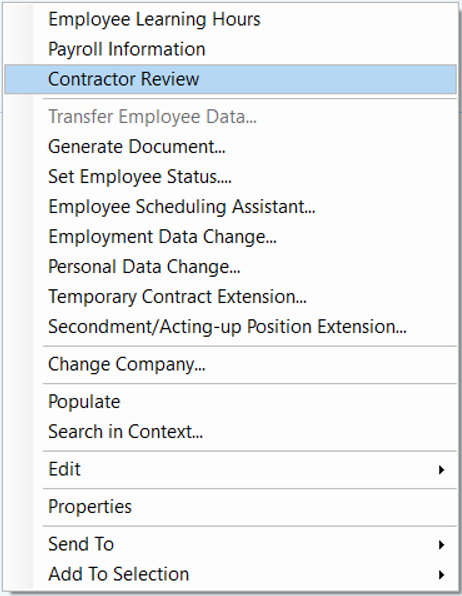 Employee Learning Hours
Payroll Information
Contractor Review
Transfer Employee Data...
Generate Document...
Set Employee Status....
Employee Scheduling Assistant...
Employment Data Change...
Personal Data Change...
Temporary Contract Extension...
Secondment/Acting-up Position Extension...
Change Company...
Populate
Search in Context...
Edit
Properties
Send To
Add To Selection